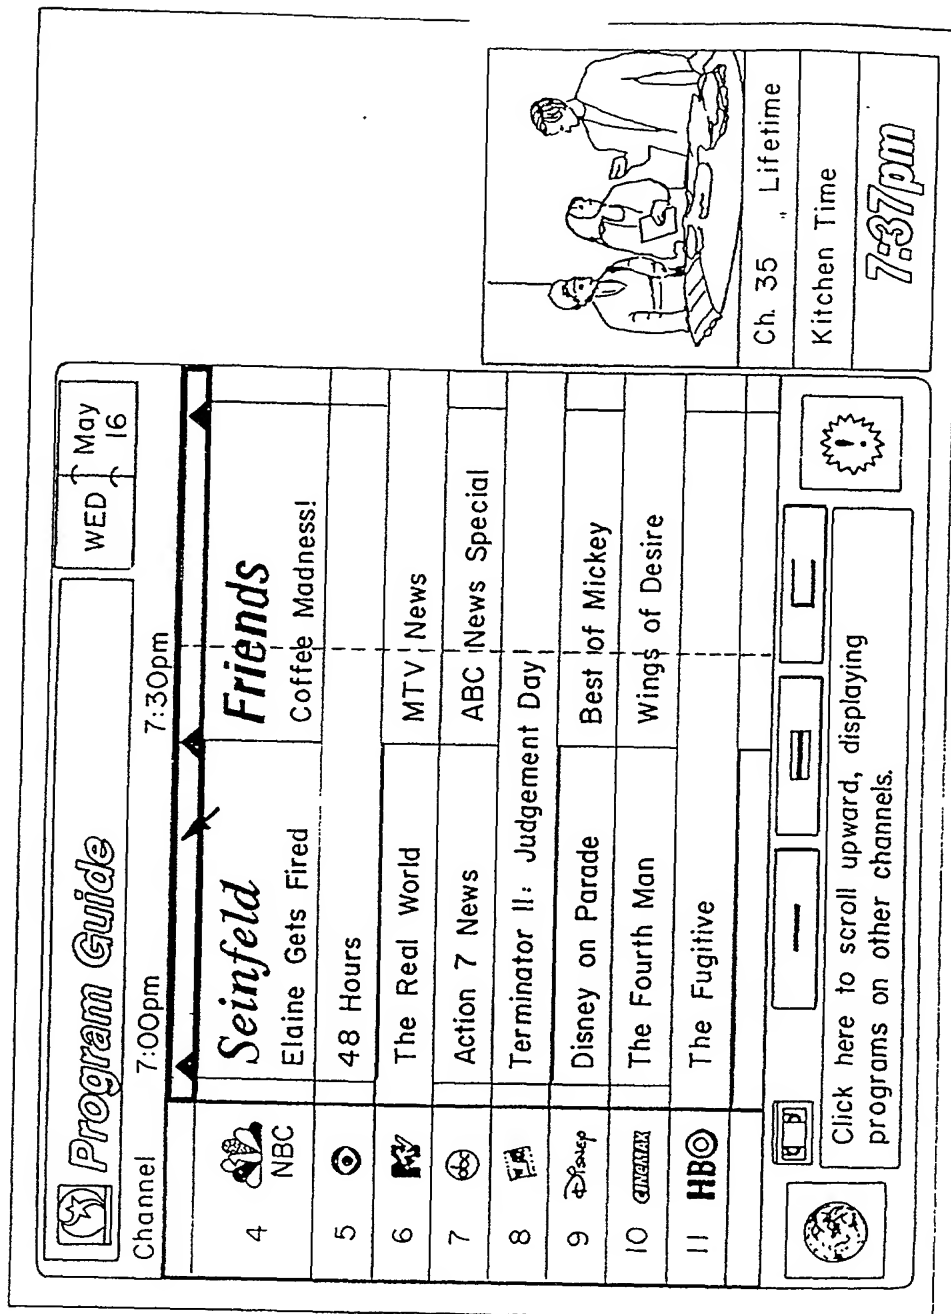 Program Guide
WED May
16
Channel 7:00pm 7:30pm
4 NBC
Seinfeld
Elaine Gets Fired
Friends
Coffee Madness!
5 48 Hours
6 MTV The Real World MTV News
7 abc Action 7 News ABC News Special
8 Terminator II: Judgement Day
9 Disney Disney on Parade Best of Mickey
10 CINEMAX The Fourth Man Wings of Desire
11 HBO The Fugitive
!
Click here to scroll upward, displaying
programs on other channels.
Ch. 35 Lifetime
Kitchen Time
7:37pm